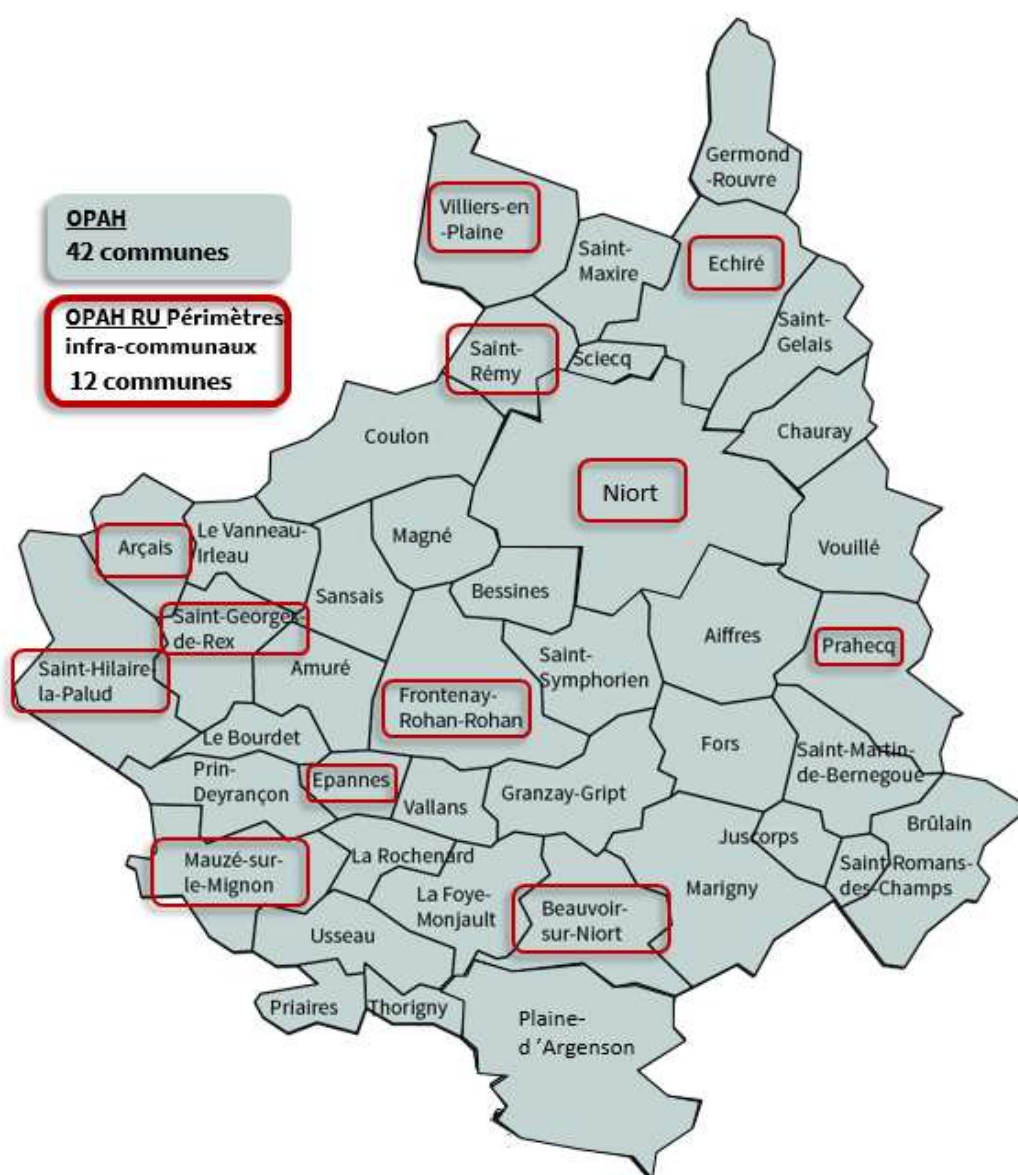 Germond
-Rouvre
OPAH
42 communes
Villiers-en
-Plaine
Saint-
Maxire
Echiré
OPAH RU Périmètres
infra-communaux
12 communes
Saint-
Gelais
Saint-
Rémy
Sciecq
Coulon
Chauray
Niort
Arçais
Le Vanneau-
Irleau
Magné
Vouillé
Sansais
Bessines
Saint-Georges-
de-Rex
Aiffres
Prahecq
Saint-Hilaire-
la-Palud
Amuré
Saint-
Symphorien
Frontenay-
Rohan-Rohan
Le Bourdet
Fors
Saint-Martin-
de-Bernegoue
Prin-
Deyrançon
Epannes
Vallans
Granzay-Gript
Juscorps
Brûlain
Mauzé-sur-
le-Mignon
La Rochenard
Saint-Romans-
des-Champs
La Foye-
Monjault
Beauvoir-
sur-Niort
Marigny
Usseau
Priaires
Thorigny
Plaine-
d 'Argenson